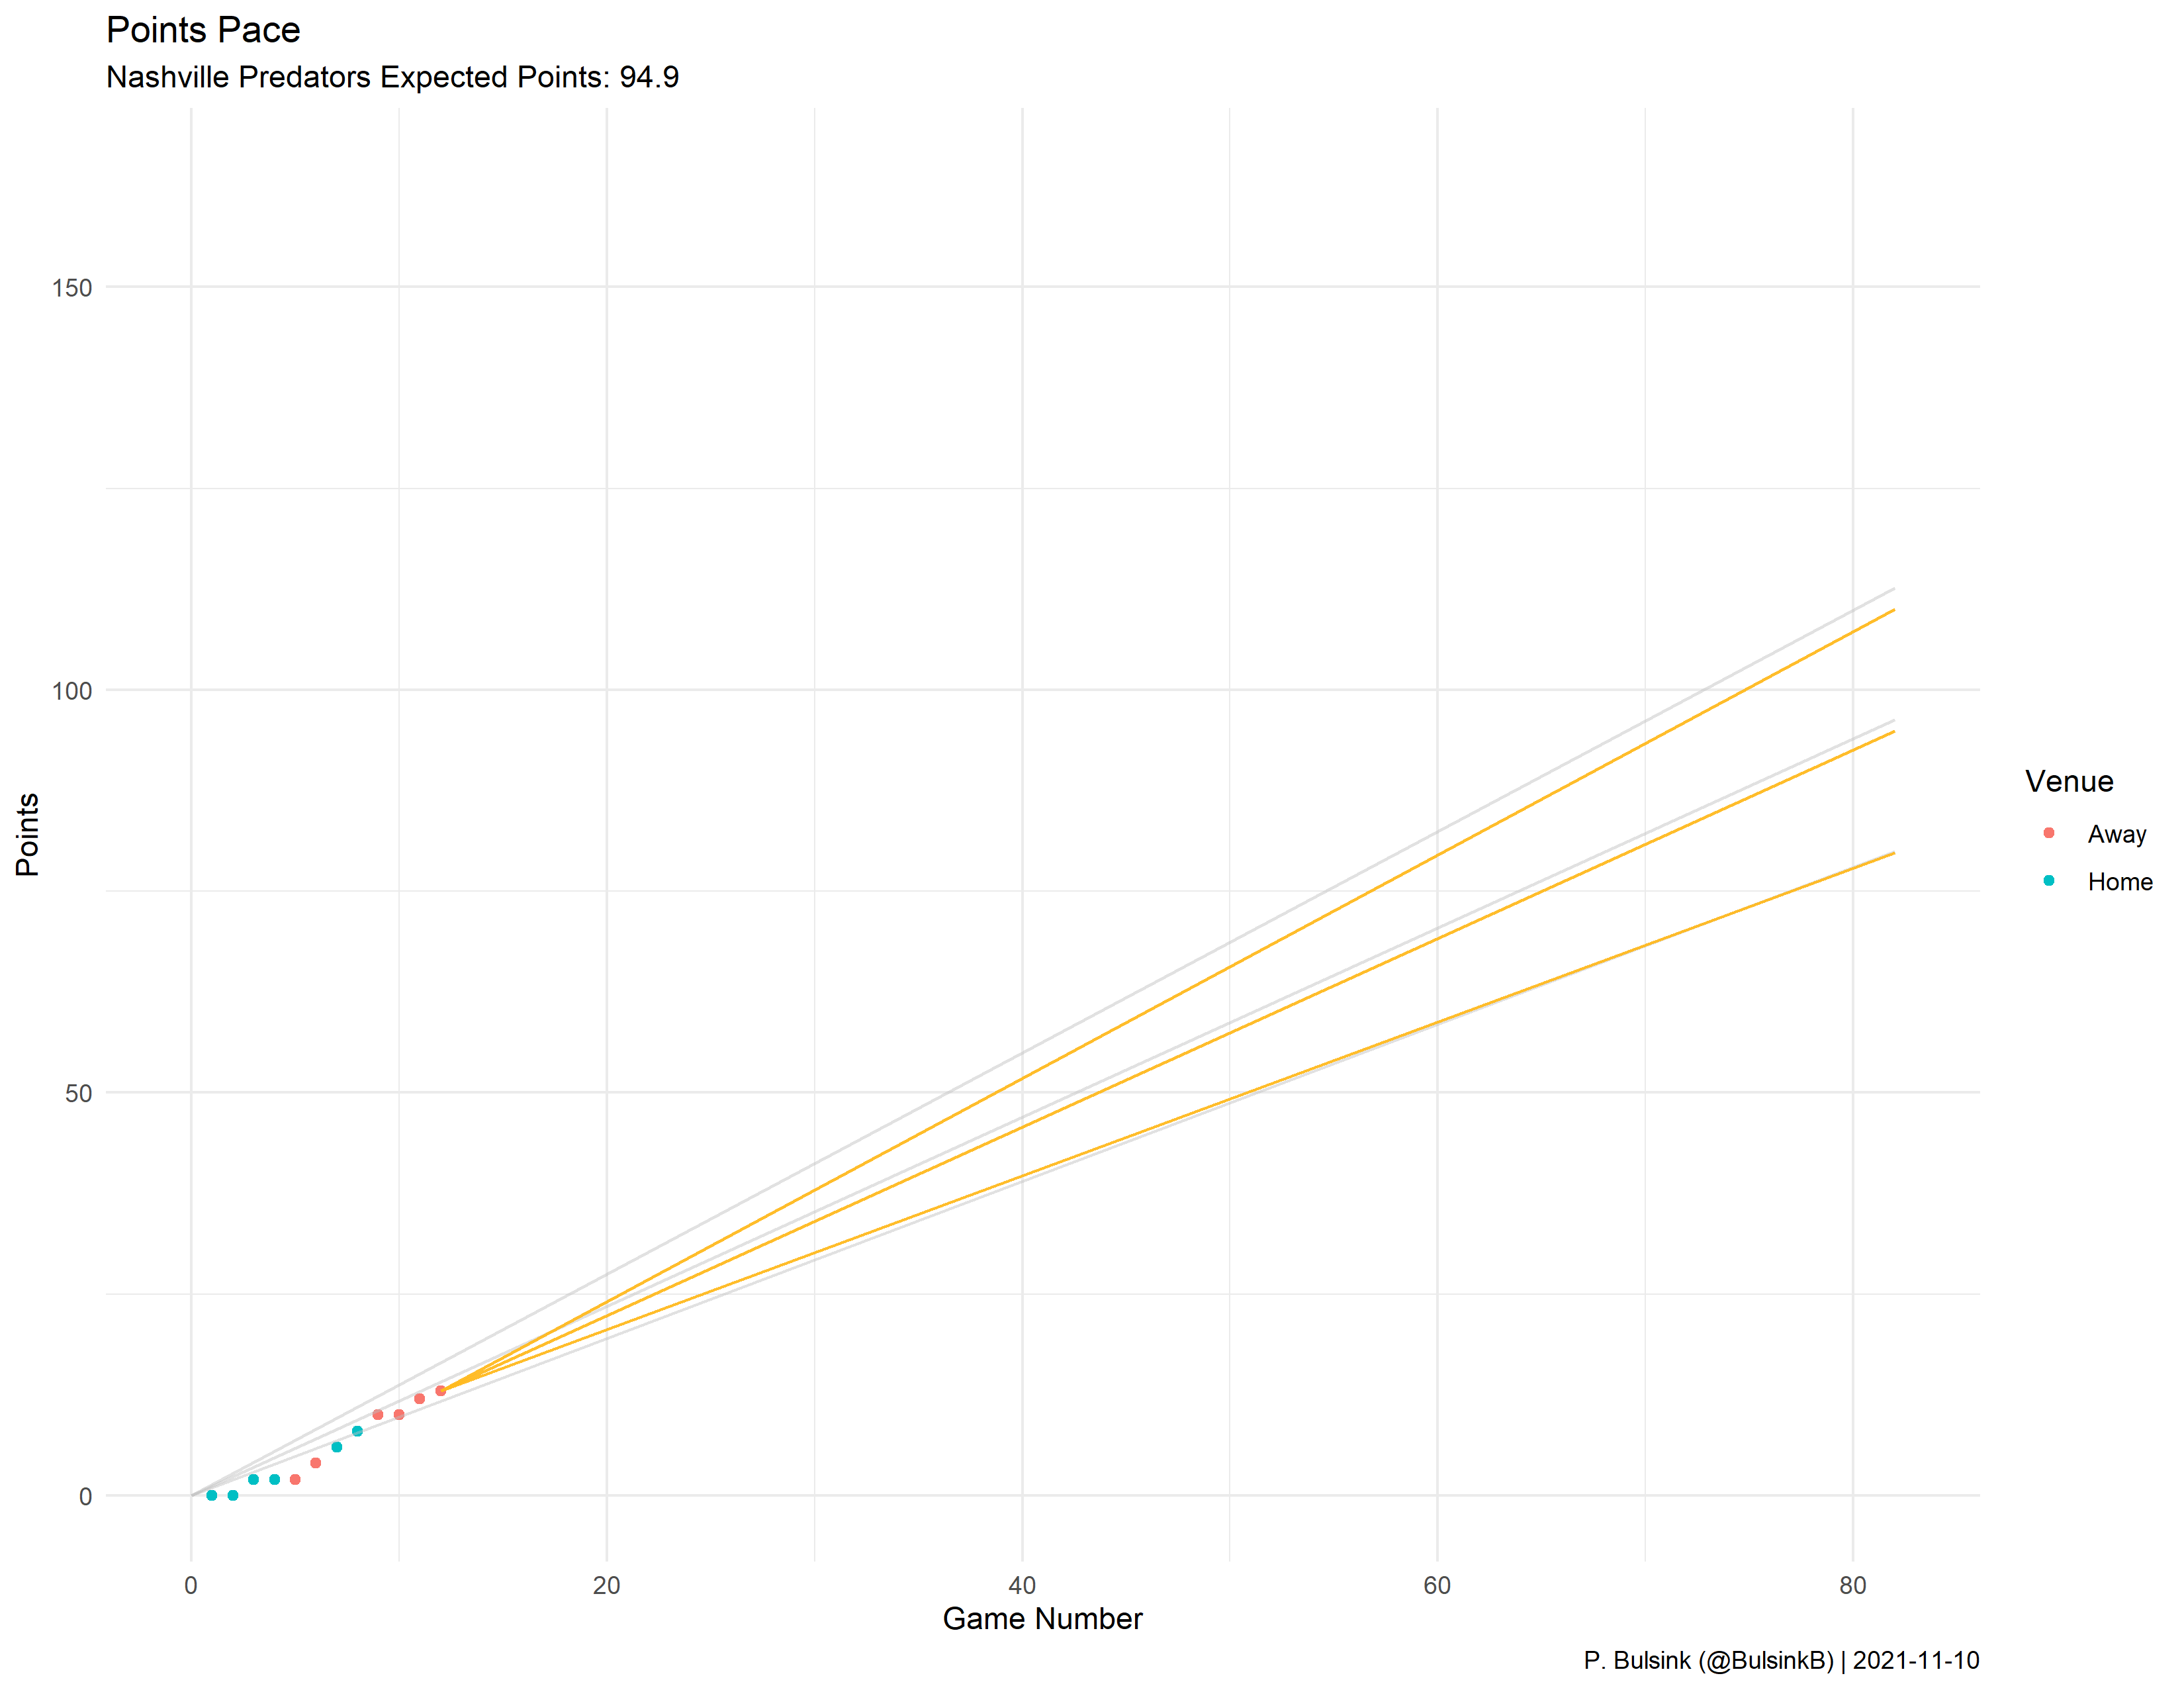 Points Pace
Nashville Predators Expected Points: 94.9
150
100
50
0
Points
0 20 40 60 80
Game Number
Venue
Away
Home
P. Bulsink (@BulsinkB) | 2021-11-10